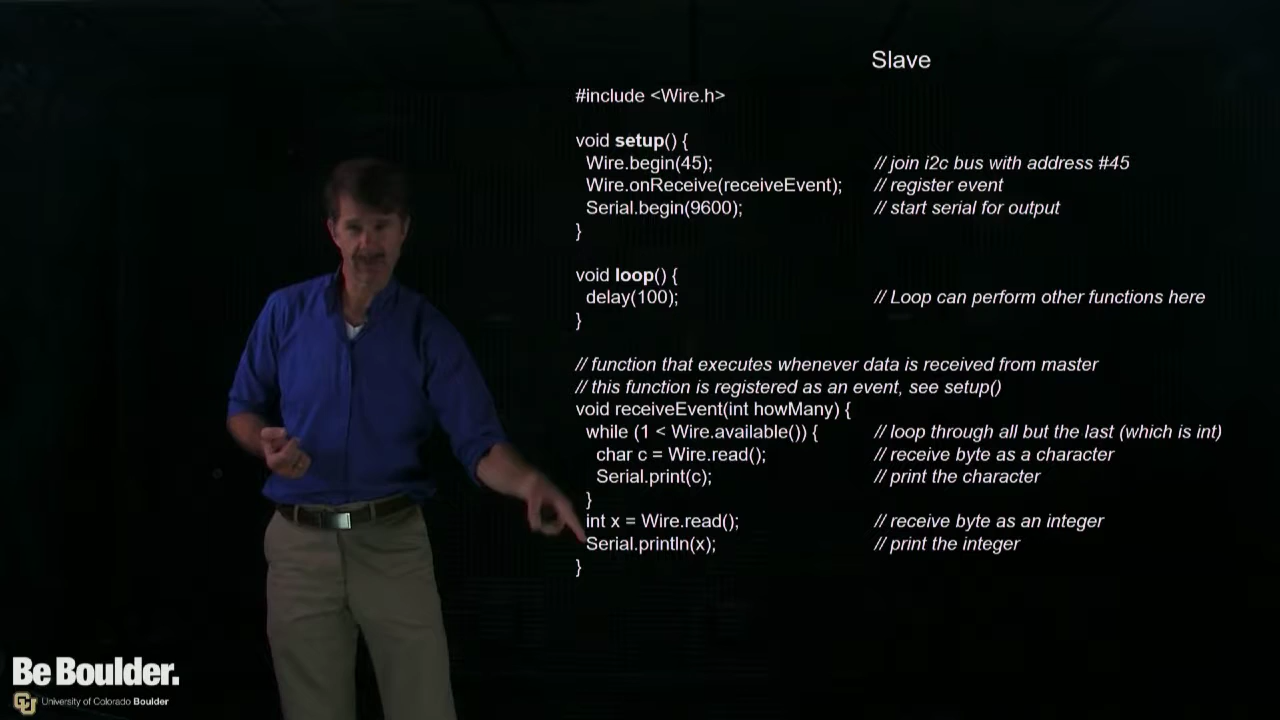 Slave
#include <Wire.h>
void setup() {
Wire.begin(45); // join i2c bus with address #45
Wire.onReceive(receiveEvent); // register event
Serial.begin(9600); // start serial for output
}
void loop() {
delay(100); // Loop can perform other functions here
}
// function that executes whenever data is received from master
// this function is registered as an event, see setup()
void receiveEvent(int howMany) {
while (1 < Wire.available()) { // loop through all but the last (which is int)
char c = Wire.read(); // receive byte as a character
Serial.print(c); // print the character
}
int x = Wire.read(); // receive byte as an integer
Serial.println(x); // print the integer
}
Be Boulder.
CU University of Colorado Boulder